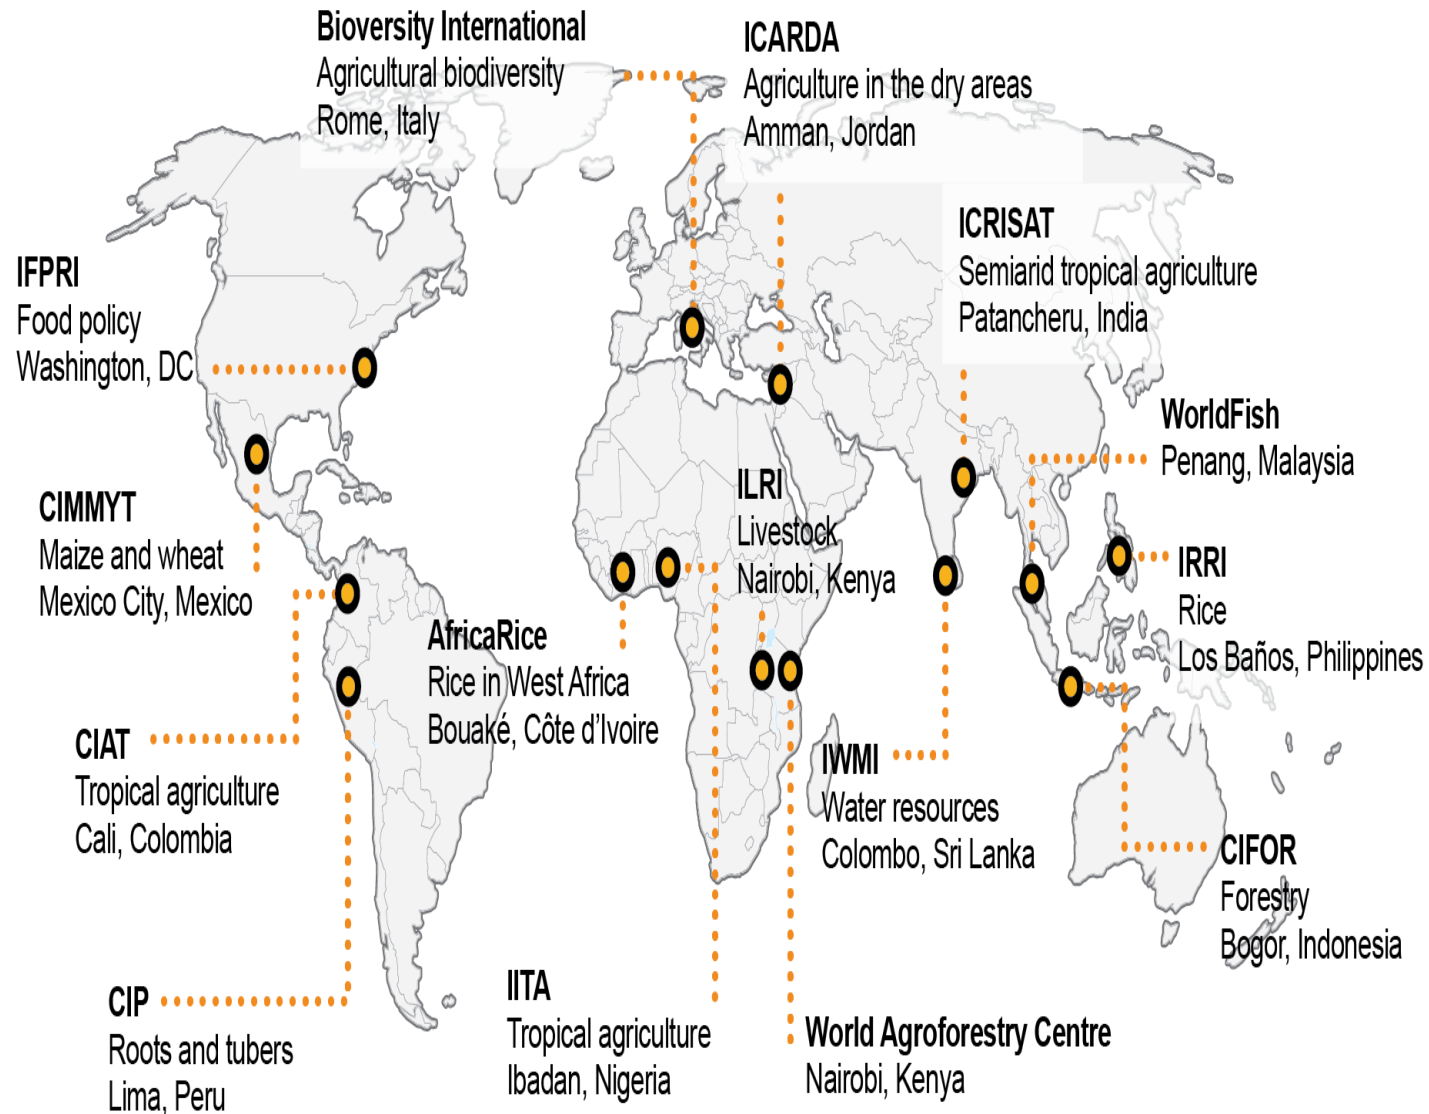 Bioversity International
Agricultural biodiversity
Rome, Italy
ICARDA
Agriculture in the dry areas
Amman, Jordan
ICRISAT
Semiarid tropical agriculture
Patancheru, India
IFPRI
Food policy
Washington, DC
WorldFish
Penang, Malaysia
CIMMYT
Maize and wheat
Mexico City, Mexico
ILRI
Livestock
Nairobi, Kenya
IRRI
Rice
Los Baños, Philippines
AfricaRice
Rice in West Africa
Bouaké, Côte d’Ivoire
CIAT
Tropical agriculture
Cali, Colombia
IWMI
Water resources
Colombo, Sri Lanka
CIFOR
Forestry
Bogor, Indonesia
CIP
Roots and tubers
Lima, Peru
IITA
Tropical agriculture
Ibadan, Nigeria
World Agroforestry Centre
Nairobi, Kenya